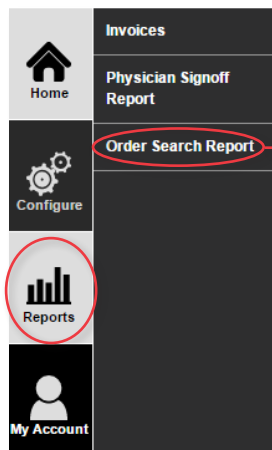 Home
Configure
Reports
My Account
Invoices
Physician Signoff
Report
Order Search Report